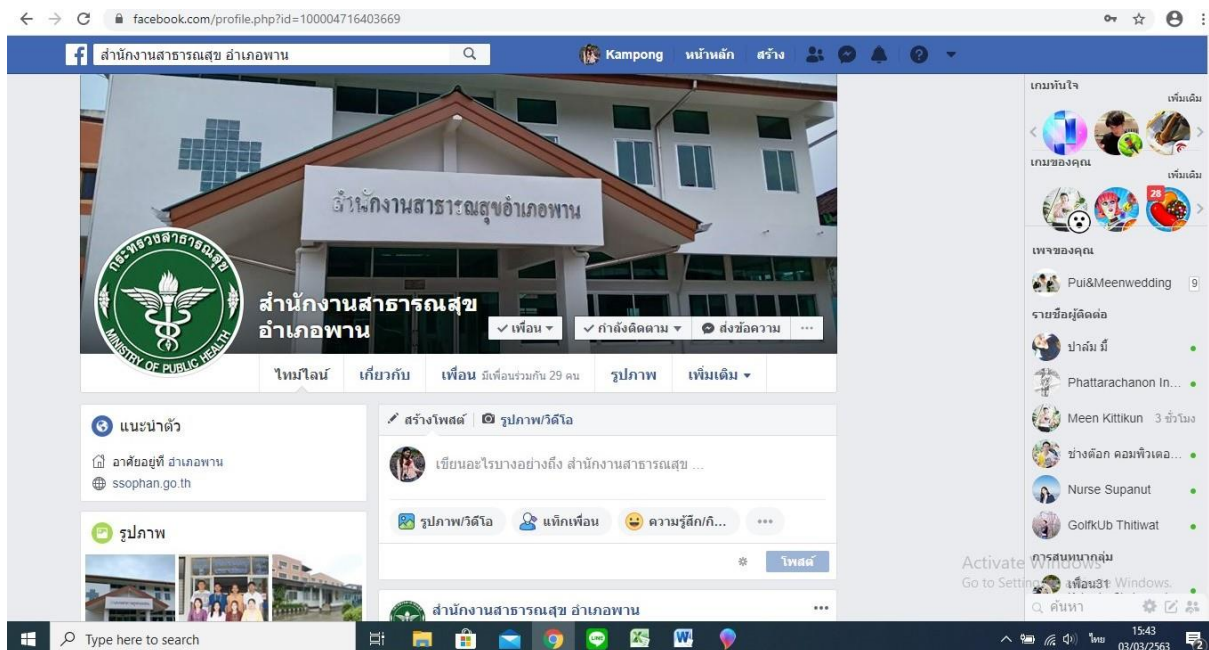 facebook.com/profile.php?id=100004716403669
สำนักงานสาธารณสุข อำเภอพาน
Kampong
หน้าหลัก
สร้าง
สำนักงานสาธารณสุขอำเภอพาน
กระทรวงสาธารณสุข
MINISTRY OF PUBLIC HEALTH
สำนักงานสาธารณสุข
อำเภอพาน
เพื่อน
กำลังติดตาม
ส่งข้อความ
ไทม์ไลน์
เกี่ยวกับ
เพื่อน มีเพื่อนร่วมกัน 29 คน
รูปภาพ
เพิ่มเติม
แนะนำตัว
อาศัยอยู่ที่ อำเภอพาน
ssophan.go.th
รูปภาพ
สร้างโพสต์
รูปภาพ/วิดีโอ
เขียนอะไรบางอย่างถึง สำนักงานสาธารณสุข ...
รูปภาพ/วิดีโอ
แท็กเพื่อน
ความรู้สึก/กิ...
โพสต์
สำนักงานสาธารณสุข อำเภอพาน
เกมทันใจ
เพิ่มเติม
เกมของคุณ
เพิ่มเติม
28
เพจของคุณ
Pui&Meenwedding 9
รายชื่อผู้ติดต่อ
ปาล์ม มี้
Phattarachanon In...
Meen Kittikun 3 ชั่วโมง
ช่างต๊อก คอมพิวเตอ...
Nurse Supanut
GolfkUb Thitiwat
การสนทนากลุ่ม
เพื่อน31
ค้นหา
Activate Windows
Type here to search
ไทย
15:43
03/03/2563
2